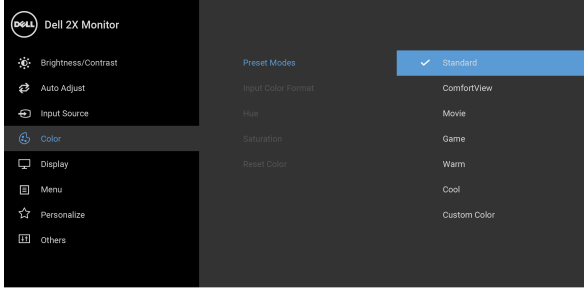 DELL
Dell 2X Monitor
Brightness/Contrast
Auto Adjust
Input Source
Color
Display
Menu
Personalize
Others
Preset Modes
Input Color Format
Hue
Saturation
Reset Color
Standard
ComfortView
Movie
Game
Warm
Cool
Custom Color